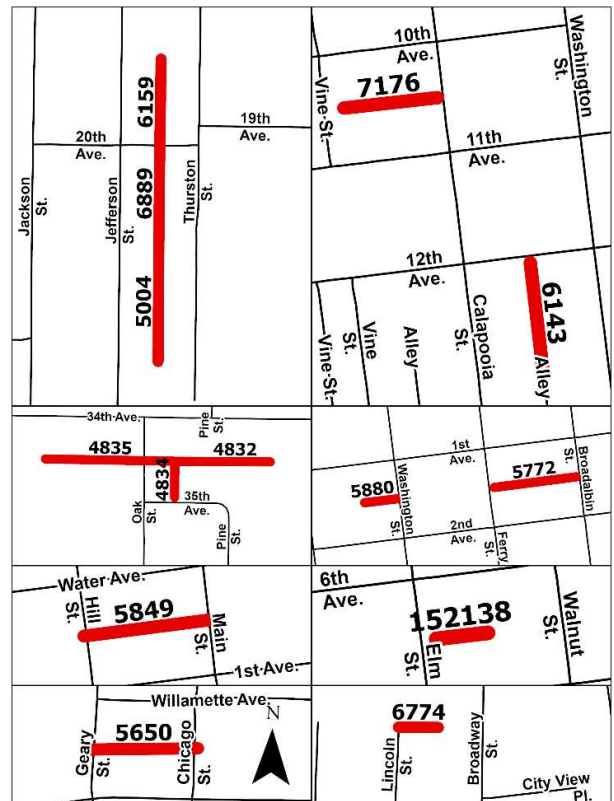 6159
20th
Ave.
19th
Ave.
Jackson
St.
Jefferson
St.
6889
Thurston
St.
5004
10th
Ave.
Washington
St.
Vine St.
7176
11th
Ave.
12th
Ave.
6143
Vine St.
Vine
St.
Alley
Calapooia
St.
Alley
34th Ave.
Pine
St.
4835
4832
4834
Oak
St.
35th
Ave.
Pine
St.
1st
Ave.
Broadalbin
St.
5880
Washington
St.
5772
2nd
Ave.
Ferry
St.
Water Ave.
Hill
St.
5849
Main
St.
1st Ave.
6th
Ave.
152138
Elm
St.
Walnut
St.
Willamette Ave.
N
5650
Geary
St.
Chicago
St.
6774
Lincoln
St.
Broadway
St.
City View
Pl.